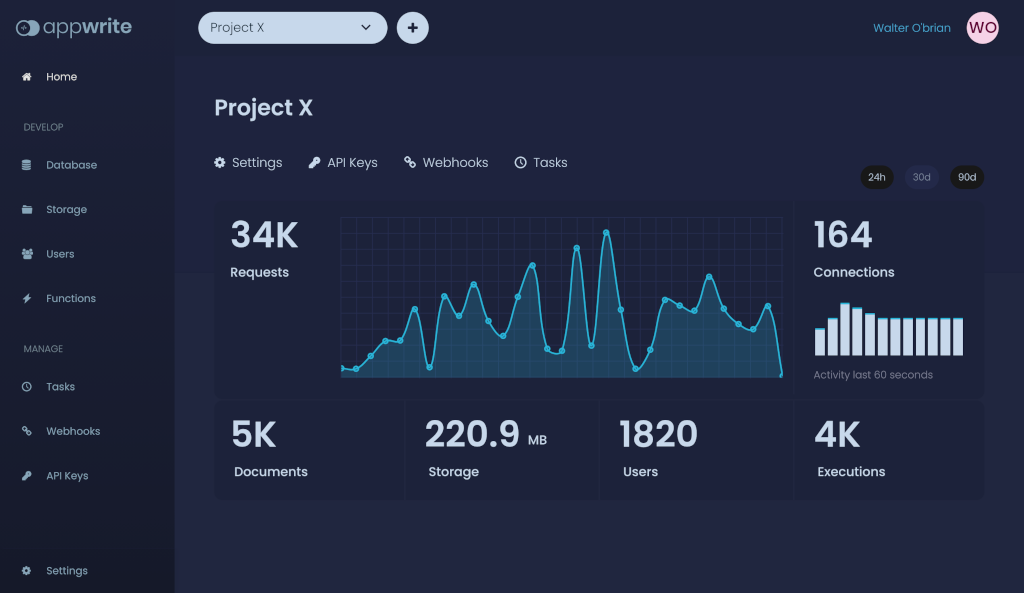 appwrite
Project X
Walter O'brian
WO
Home
DEVELOP
Database
Storage
Users
Functions
MANAGE
Tasks
Webhooks
API Keys
Settings
Project X
Settings
API Keys
Webhooks
Tasks
24h
30d
90d
34K
Requests
164
Connections
Activity last 60 seconds
5K
Documents
220.9 MB
Storage
1820
Users
4K
Executions